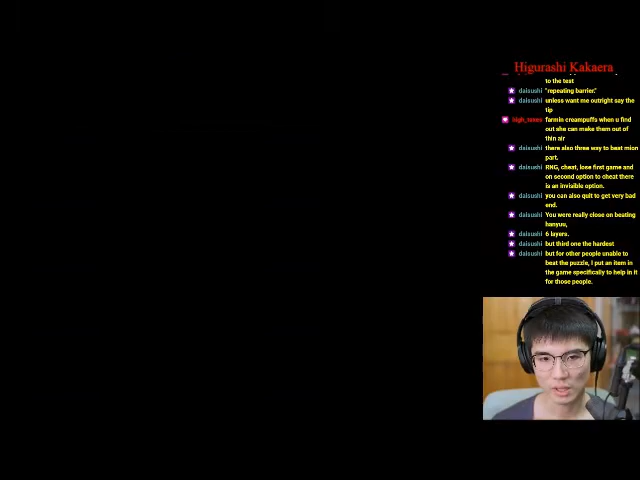 Higurashi Kakaera
to the test
daisushi "repeating barrier."
daisushi unless want me outright say the
tip
farmin creampuffs when u find
out she can make them out of
thin air
daisushi there also three way to beat mion
part.
daisushi RNG, cheat, lose first game and
on second option to cheat there
is an invisible option.
daisushi you can also quit to get very bad
end.
daisushi You were really close on beating
hanyuu,
daisushi 6 layers.
daisushi but third one the hardest
daisushi but for other people unable to
beat the puzzle, I put an item in
the game specifically to help in it
for those people.